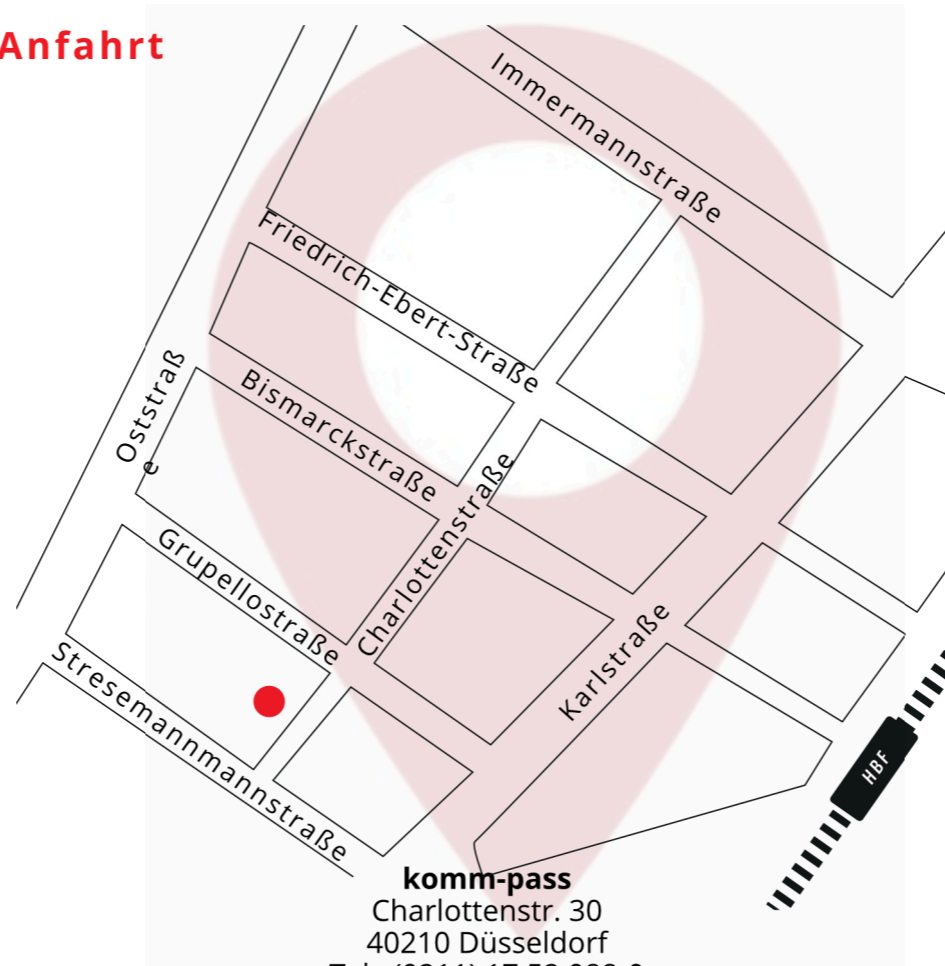 Anfahrt
Immermannstraße
Friedrich-Ebert-Straße
Bismarckstraße
Oststraß
e
Charlottenstraße
Grupellostraße
Karlstraße
Stresemannmannstraße
HBF
komm-pass
Charlottenstr. 30
40210 Düsseldorf